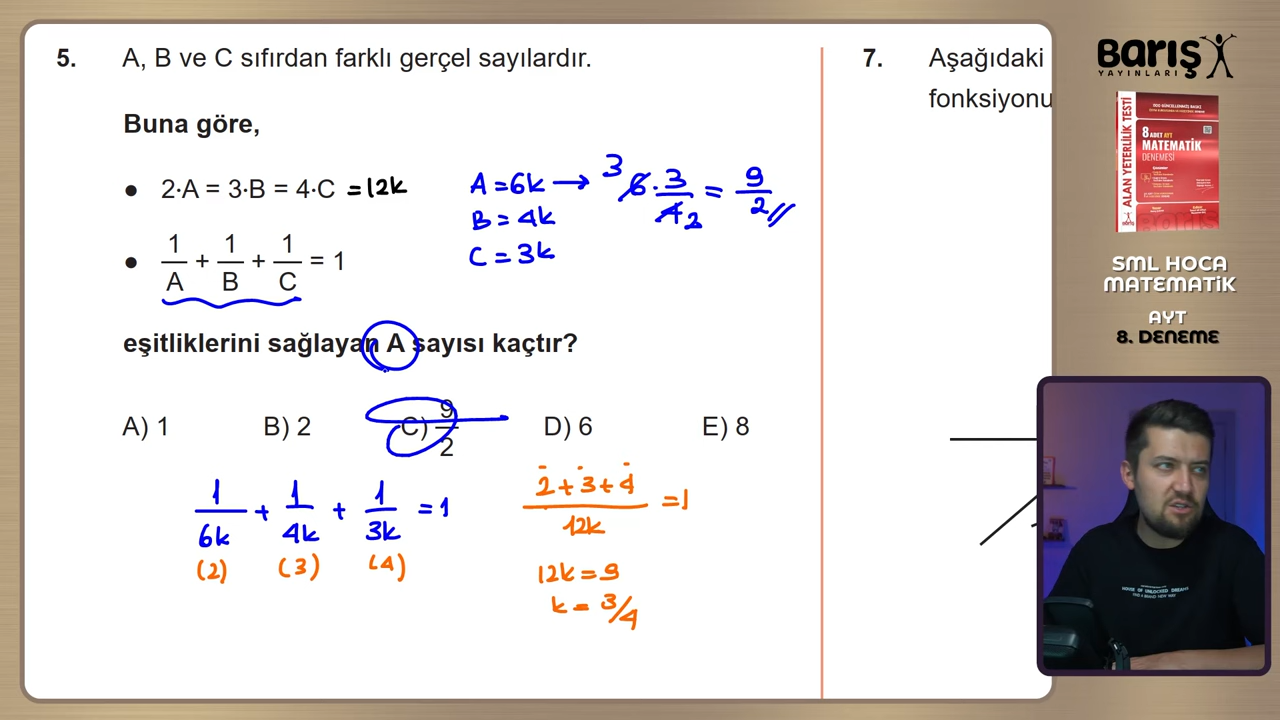 5. A, B ve C sıfırdan farklı gerçel sayılardır.
Buna göre,
● 2·A = 3·B = 4·C = 12k
● 1/A + 1/B + 1/C = 1
A = 6k → 6 · 3/4 = 9/2 //
3 2
B = 4k
C = 3k
eşitliklerini sağlayan A sayısı kaçtır?
A) 1 B) 2 C) 9/2 D) 6 E) 8
1/6k + 1/4k + 1/3k = 1
(2) (3) (4)
2 + 3 + 4 / 12k = 1
12k = 9
k = 3/4
7. Aşağıdaki
fonksiyonu
BARIŞ
YAYINLARI
ALAN YETERLİLİK TESTİ
8 ADET AYT
MATEMATİK
DENEMESİ
SML HOCA
MATEMATİK
AYT
8. DENEME